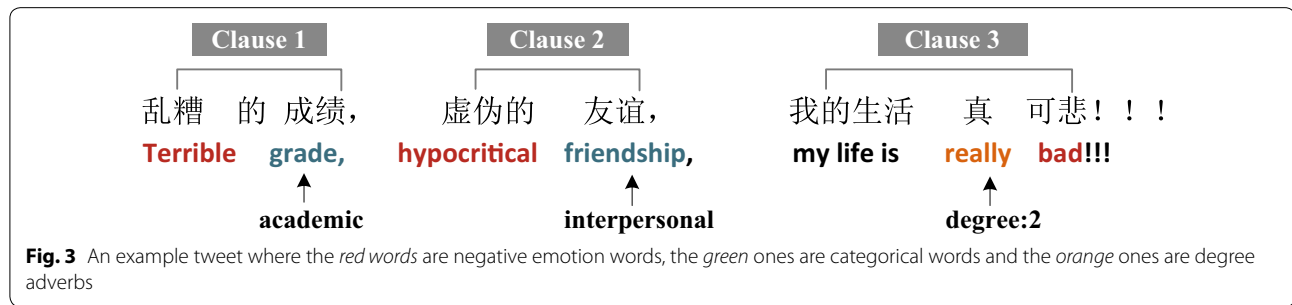 Clause 1 Clause 2 Clause 3
乱糟 的 成绩， 虚伪的 友谊， 我的生活 真 可悲！！！
Terrible grade, hypocritical friendship, my life is really bad!!!
academic interpersonal degree:2
Fig. 3 An example tweet where the red words are negative emotion words, the green ones are categorical words and the orange ones are degree
adverbs